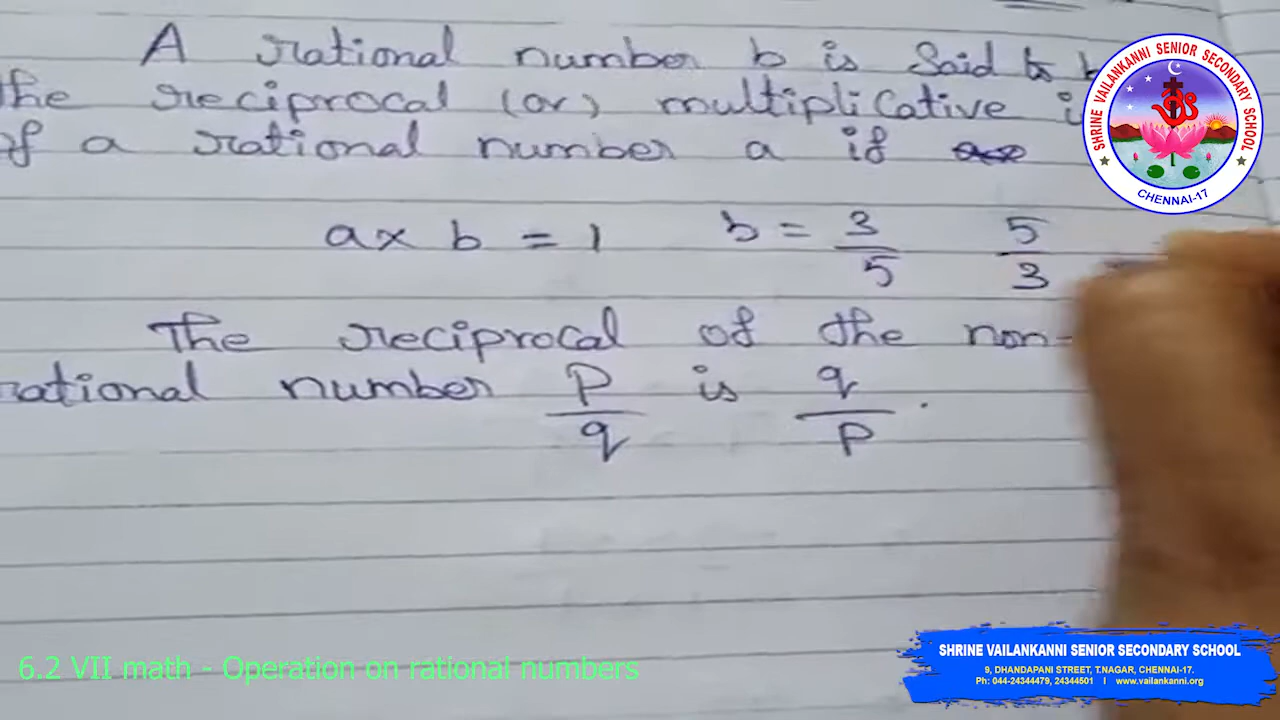 A rational number b is said to b
the reciprocal (or) multiplicative i
of a rational number a if
a x b = 1 b = 3/5 5/3
The reciprocal of the non-
rational number P/q is q/p.
SHRINE VAILANKANNI SENIOR SECONDARY SCHOOL
CHENNAI-17
6.2 VII math - Operation on rational numbers
SHRINE VAILANKANNI SENIOR SECONDARY SCHOOL
9, DHANDAPANI STREET, T.NAGAR, CHENNAI-17.
Ph: 044-24344479, 24344501 I www.vailankanni.org